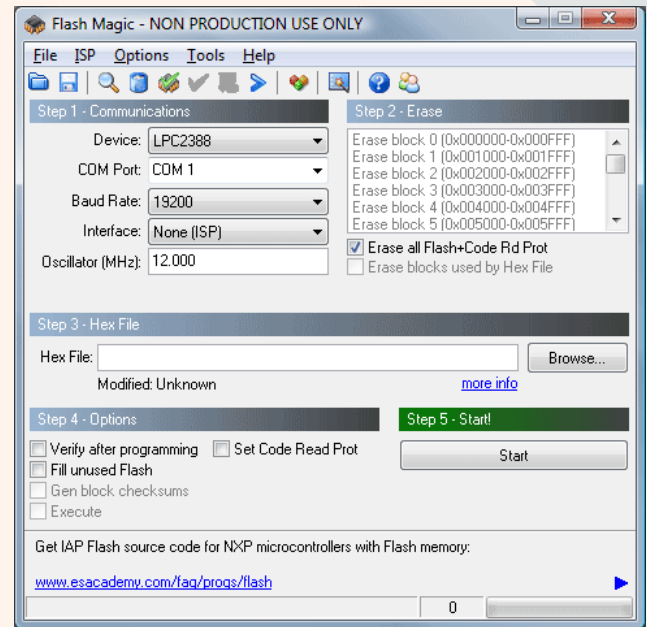 Flash Magic - NON PRODUCTION USE ONLY
File ISP Options Tools Help
Step 1 - Communications
Device: LPC2388
COM Port: COM 1
Baud Rate: 19200
Interface: None (ISP)
Oscillator (MHz): 12.000
Step 2 - Erase
Erase block 0 (0x000000-0x000FFF)
Erase block 1 (0x001000-0x001FFF)
Erase block 2 (0x002000-0x002FFF)
Erase block 3 (0x003000-0x003FFF)
Erase block 4 (0x004000-0x004FFF)
Erase block 5 (0x005000-0x005FFF)
Erase all Flash+Code Rd Prot
Erase blocks used by Hex File
Step 3 - Hex File
Hex File: Browse...
Modified: Unknown more info
Step 4 - Options
Verify after programming Set Code Read Prot
Fill unused Flash
Gen block checksums
Execute
Step 5 - Start!
Start
Get IAP Flash source code for NXP microcontrollers with Flash memory:
www.esacademy.com/faq/progs/flash
0